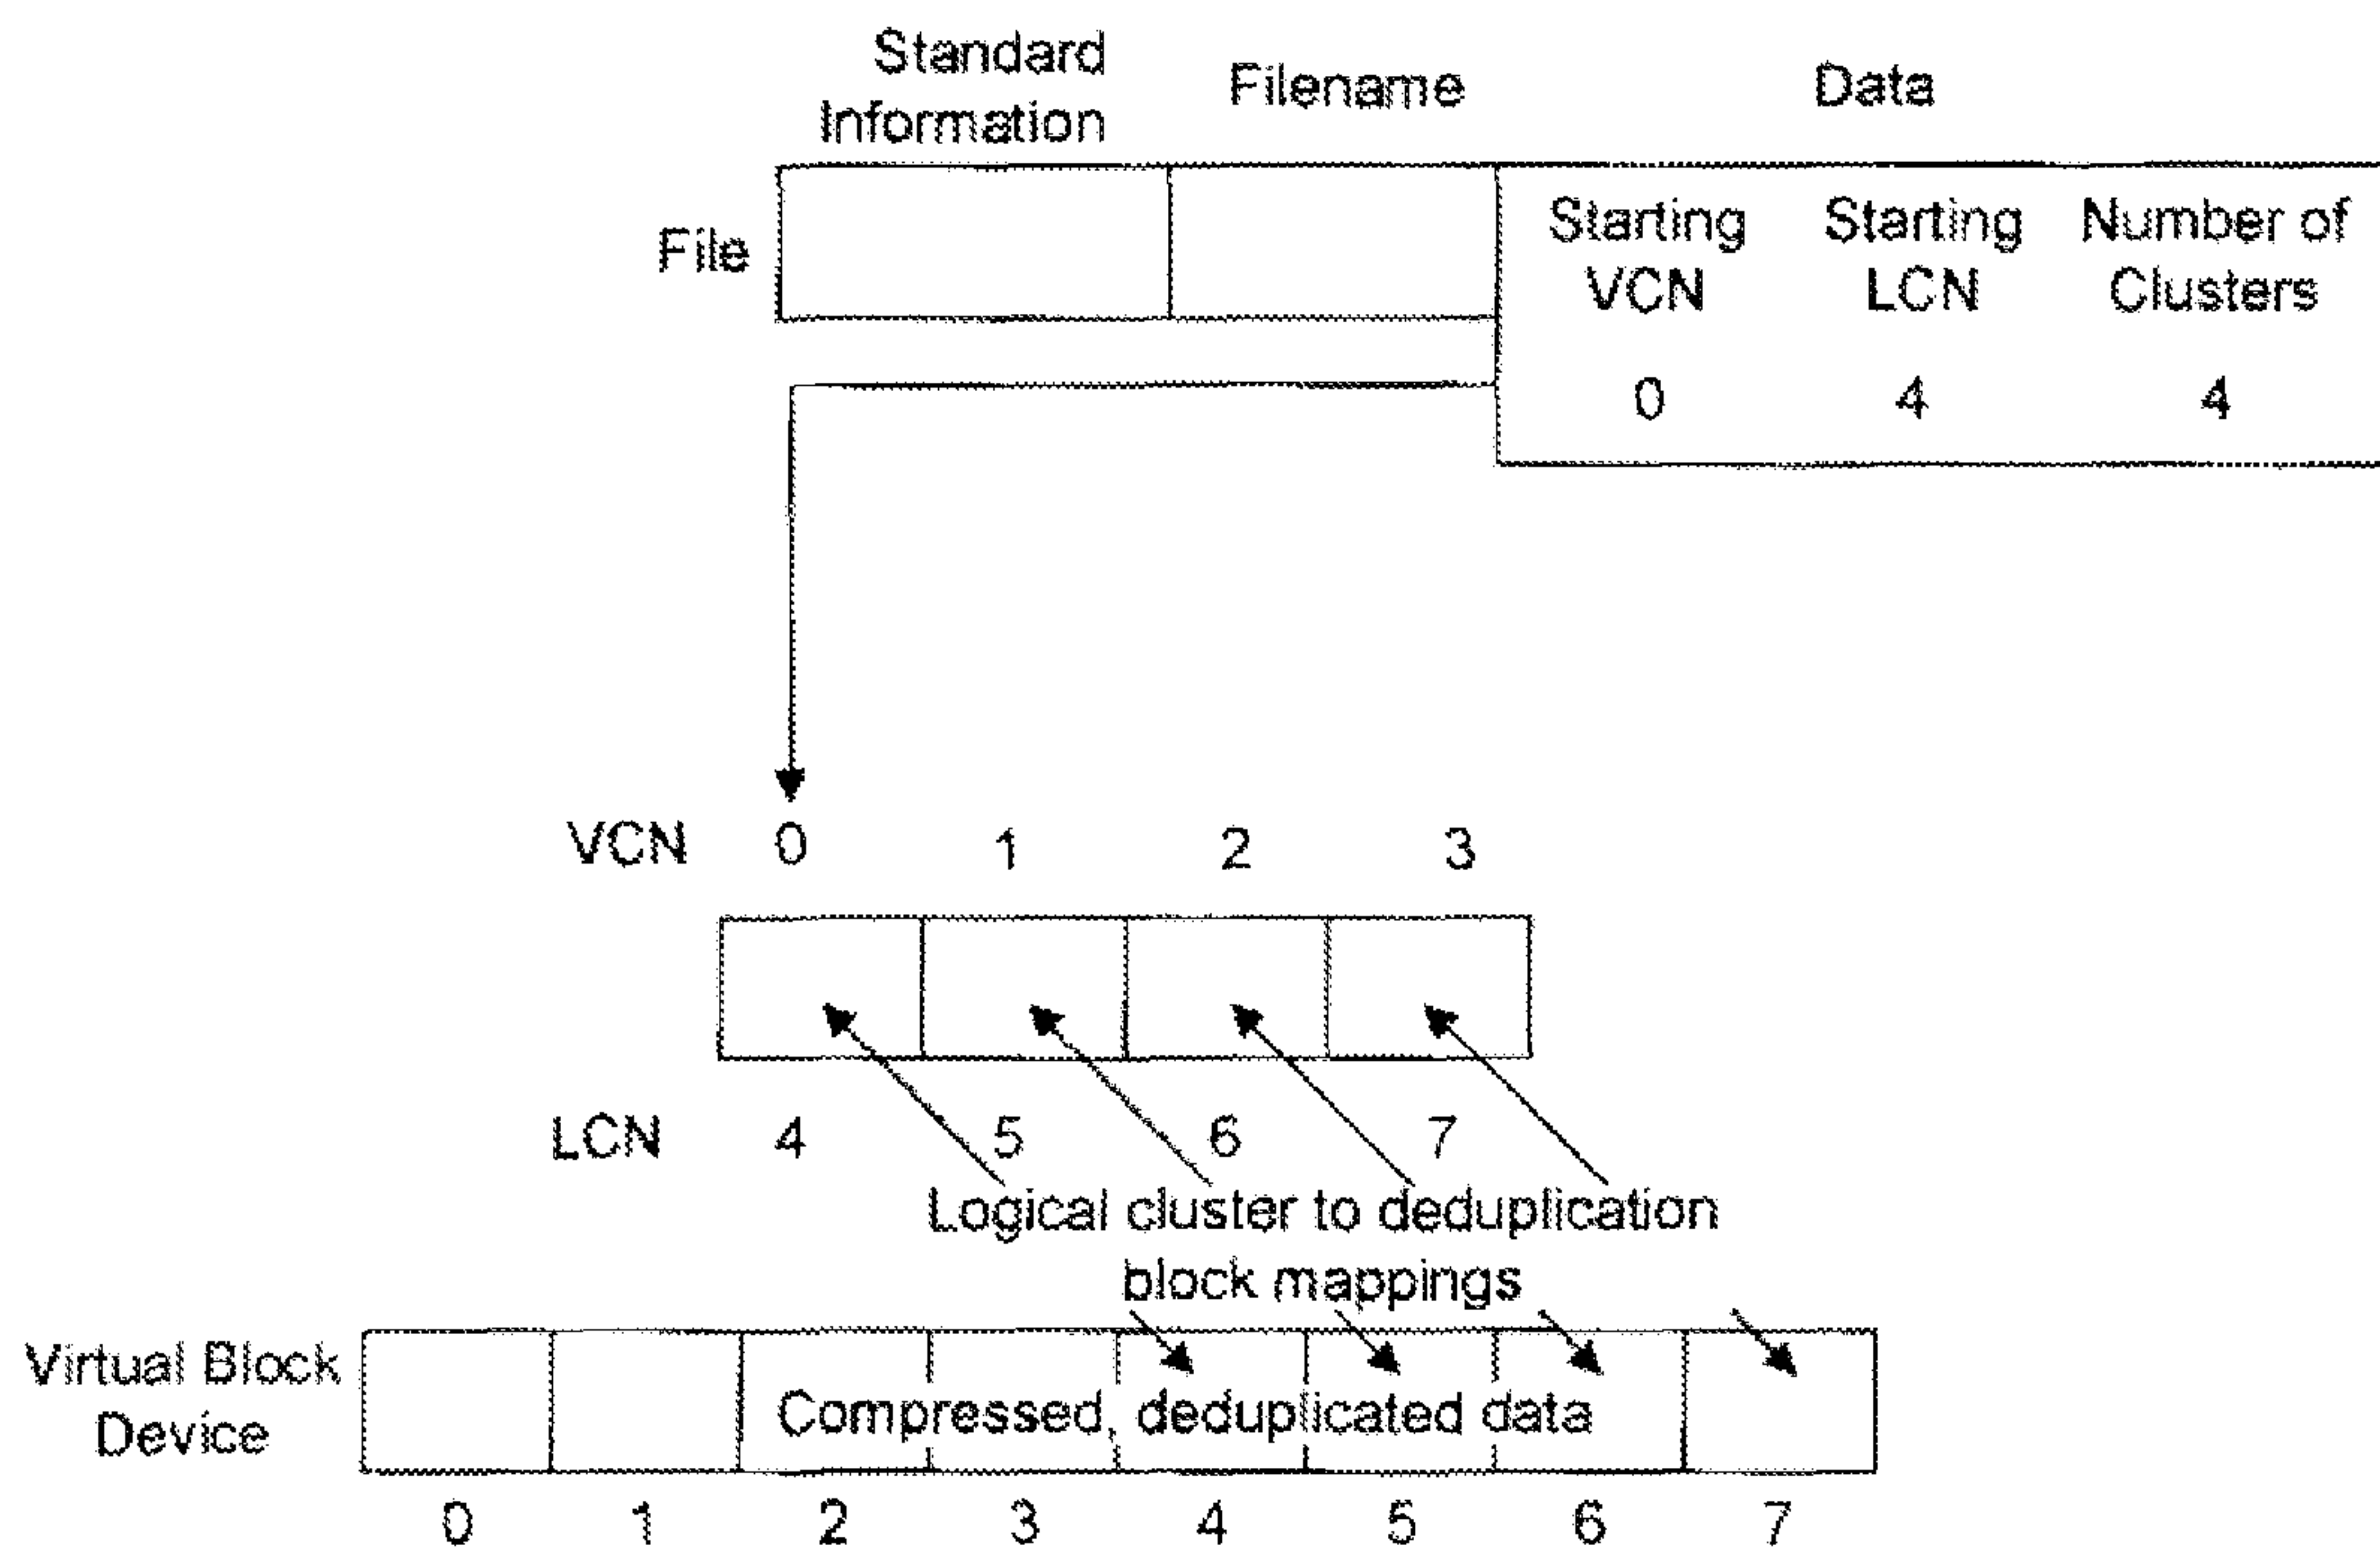 Standard
Information
Filename
Data
File
Starting
VCN
Starting
LCN
Number of
Clusters
0 4 4
VCN 0 1 2 3
LCN 4 5 6 7
Logical cluster to deduplication
block mappings
Virtual Block
Device
Compressed, deduplicated data
0 1 2 3 4 5 6 7